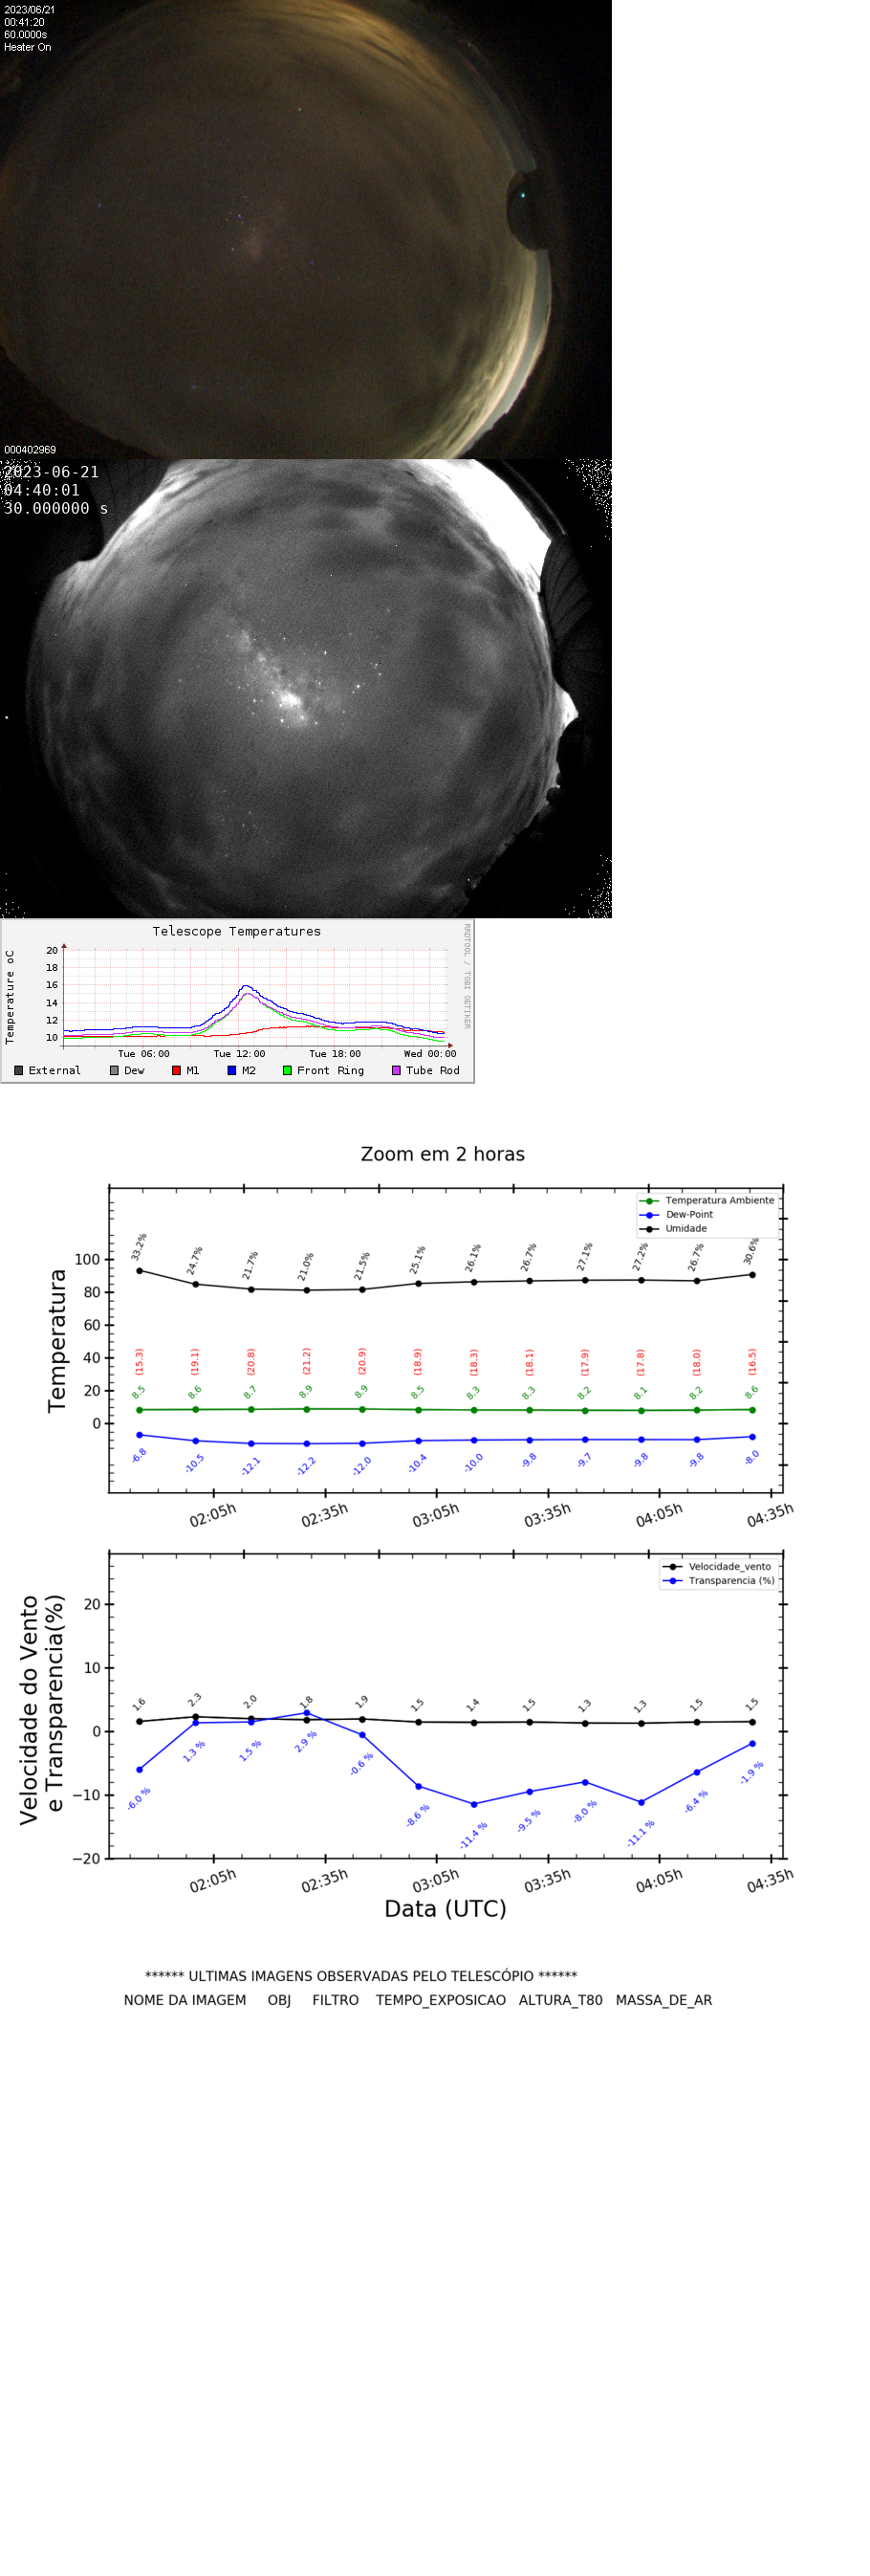 2023/06/21
00:41:20
60.0000s
Heater On
000402969
2023-06-21
04:40:01
30.000000 s
Telescope Temperatures
RRDTOOL / TOBI OETIKER
Temperature oC
20
18
16
14
12
10
Tue 06:00 Tue 12:00 Tue 18:00 Wed 00:00
External Dew M1 M2 Front Ring Tube Rod
Zoom em 2 horas
Temperatura Ambiente
Dew-Point
Umidade
Temperatura
100
80
60
40
20
0
33.2% 24.7% 21.7% 21.0% 21.5% 25.1% 26.1% 26.7% 27.1% 27.2% 26.7% 30.6%
(15.3) (19.1) (20.8) (21.2) (20.9) (18.9) (18.3) (18.1) (17.9) (17.8) (18.0) (16.5)
8.5 8.6 8.7 8.9 8.9 8.5 8.3 8.3 8.2 8.1 8.2 8.6
-6.8 -10.5 -12.1 -12.2 -12.0 -10.4 -10.0 -9.8 -9.7 -9.8 -9.8 -8.0
02:05h 02:35h 03:05h 03:35h 04:05h 04:35h
Velocidade_vento
Transparencia (%)
Velocidade do Vento
e Transparencia(%)
20
10
0
−10
−20
1.6 2.3 2.0 1.8 1.9 1.5 1.4 1.5 1.3 1.3 1.5 1.5
-6.0 % 1.3 % 1.5 % 2.9 % -0.6 % -8.6 % -11.4 % -9.5 % -8.0 % -11.1 % -6.4 % -1.9 %
02:05h 02:35h 03:05h 03:35h 04:05h 04:35h
Data (UTC)
****** ULTIMAS IMAGENS OBSERVADAS PELO TELESCÓPIO ******
NOME DA IMAGEM OBJ FILTRO TEMPO_EXPOSICAO ALTURA_T80 MASSA_DE_AR